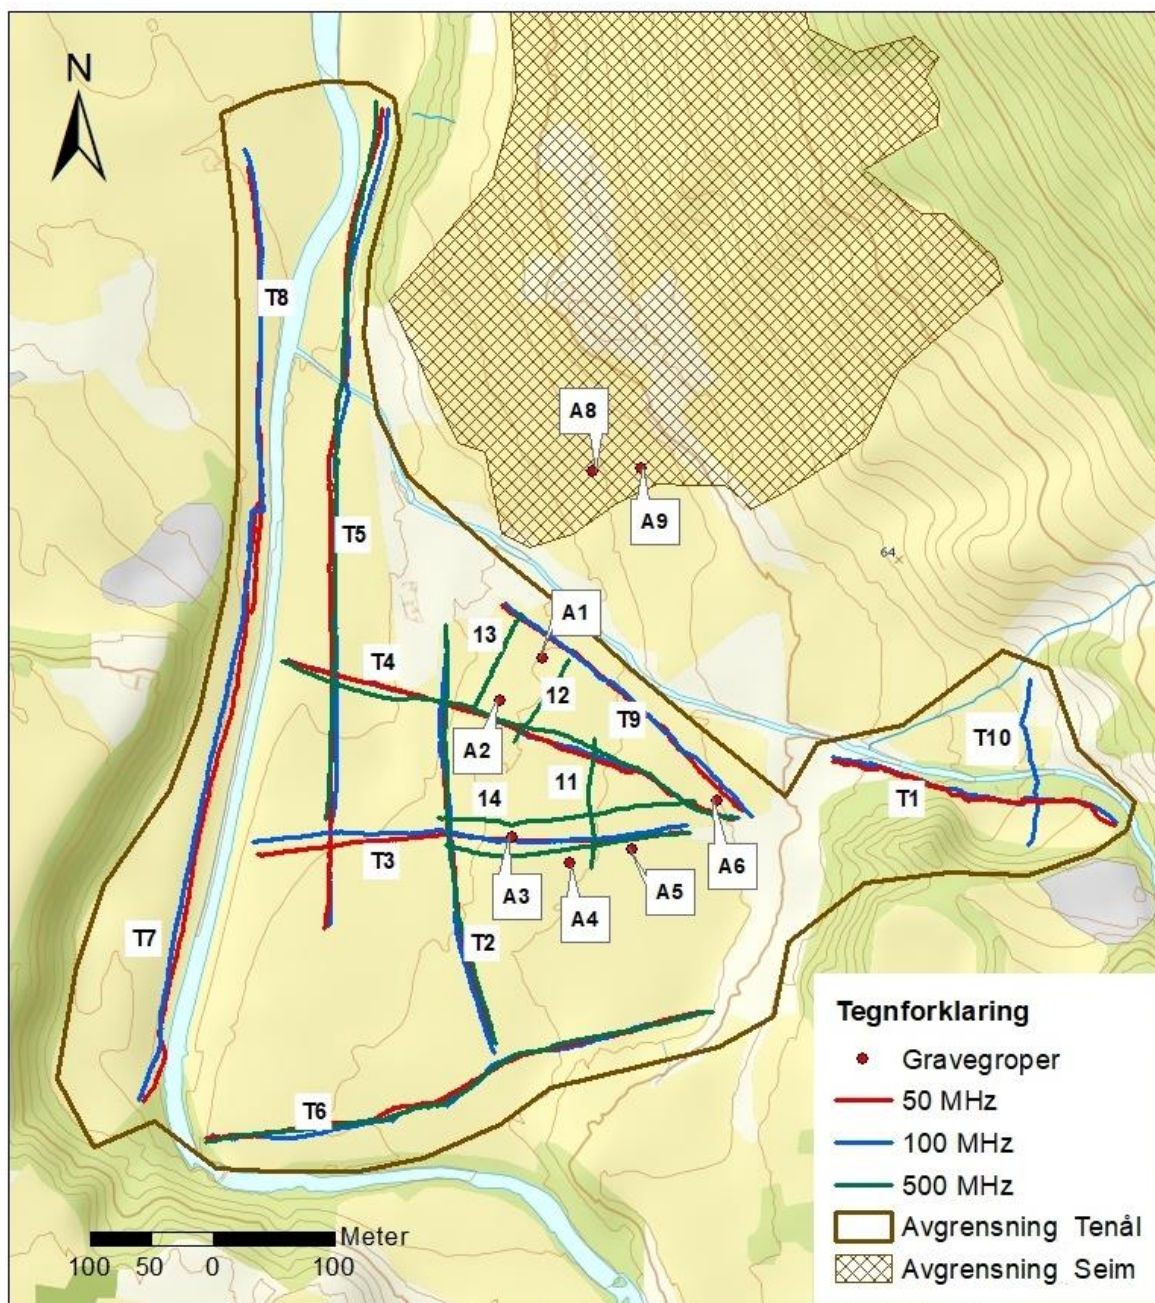 N
T8
A8
A9
T5
64
A1
13
T4
12
T9
A2
T10
11
14
T1
T3
A3
A6
A5
A4
T2
T7
T6
Tegnforklaring
Gravegroper
50 MHz
100 MHz
500 MHz
Avgrensning Tenål
Avgrensning Seim
Meter
100 50 0 100